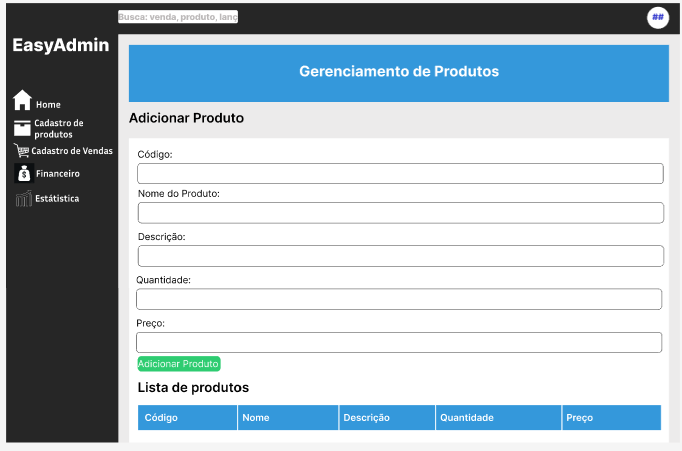 Busca: venda, produto, lanç
##
EasyAdmin
Home
Cadastro de
produtos
Cadastro de Vendas
Financeiro
Estátistica
Gerenciamento de Produtos
Adicionar Produto
Código:
Nome do Produto:
Descrição:
Quantidade:
Preço:
Adicionar Produto
Lista de produtos
Código Nome Descrição Quantidade Preço